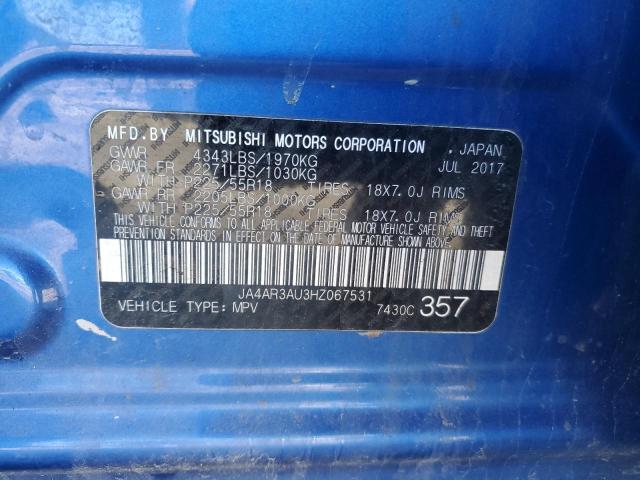 MFD.BY MITSUBISHI MOTORS CORPORATION . JAPAN
GVWR 4343LBS/1970KG JUL 2017
GAWR.FR 2271LBS/1030KG
WITH P225/55R18 TIRES 18X7.0J RIMS
GAWR.RR 2205LBS/1000KG
WITH P225/55R18 TIRES 18X7.0J RIMS
THIS VEHICLE CONFORMS TO ALL APPLICABLE FEDERAL MOTOR VEHICLE SAFETY AND THEFT
PREVENTION STANDARDS IN EFFECT ON THE DATE OF MANUFACTURE SHOWN ABOVE.
JA4AR3AU3HZ067531
VEHICLE TYPE: MPV 7430C 357